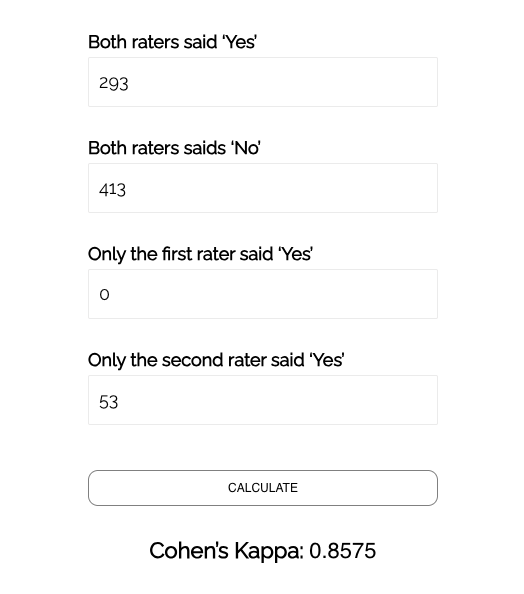 Both raters said ‘Yes’
293
Both raters saids ‘No’
413
Only the first rater said ‘Yes’
0
Only the second rater said ‘Yes’
53
CALCULATE
Cohen's Kappa: 0.8575